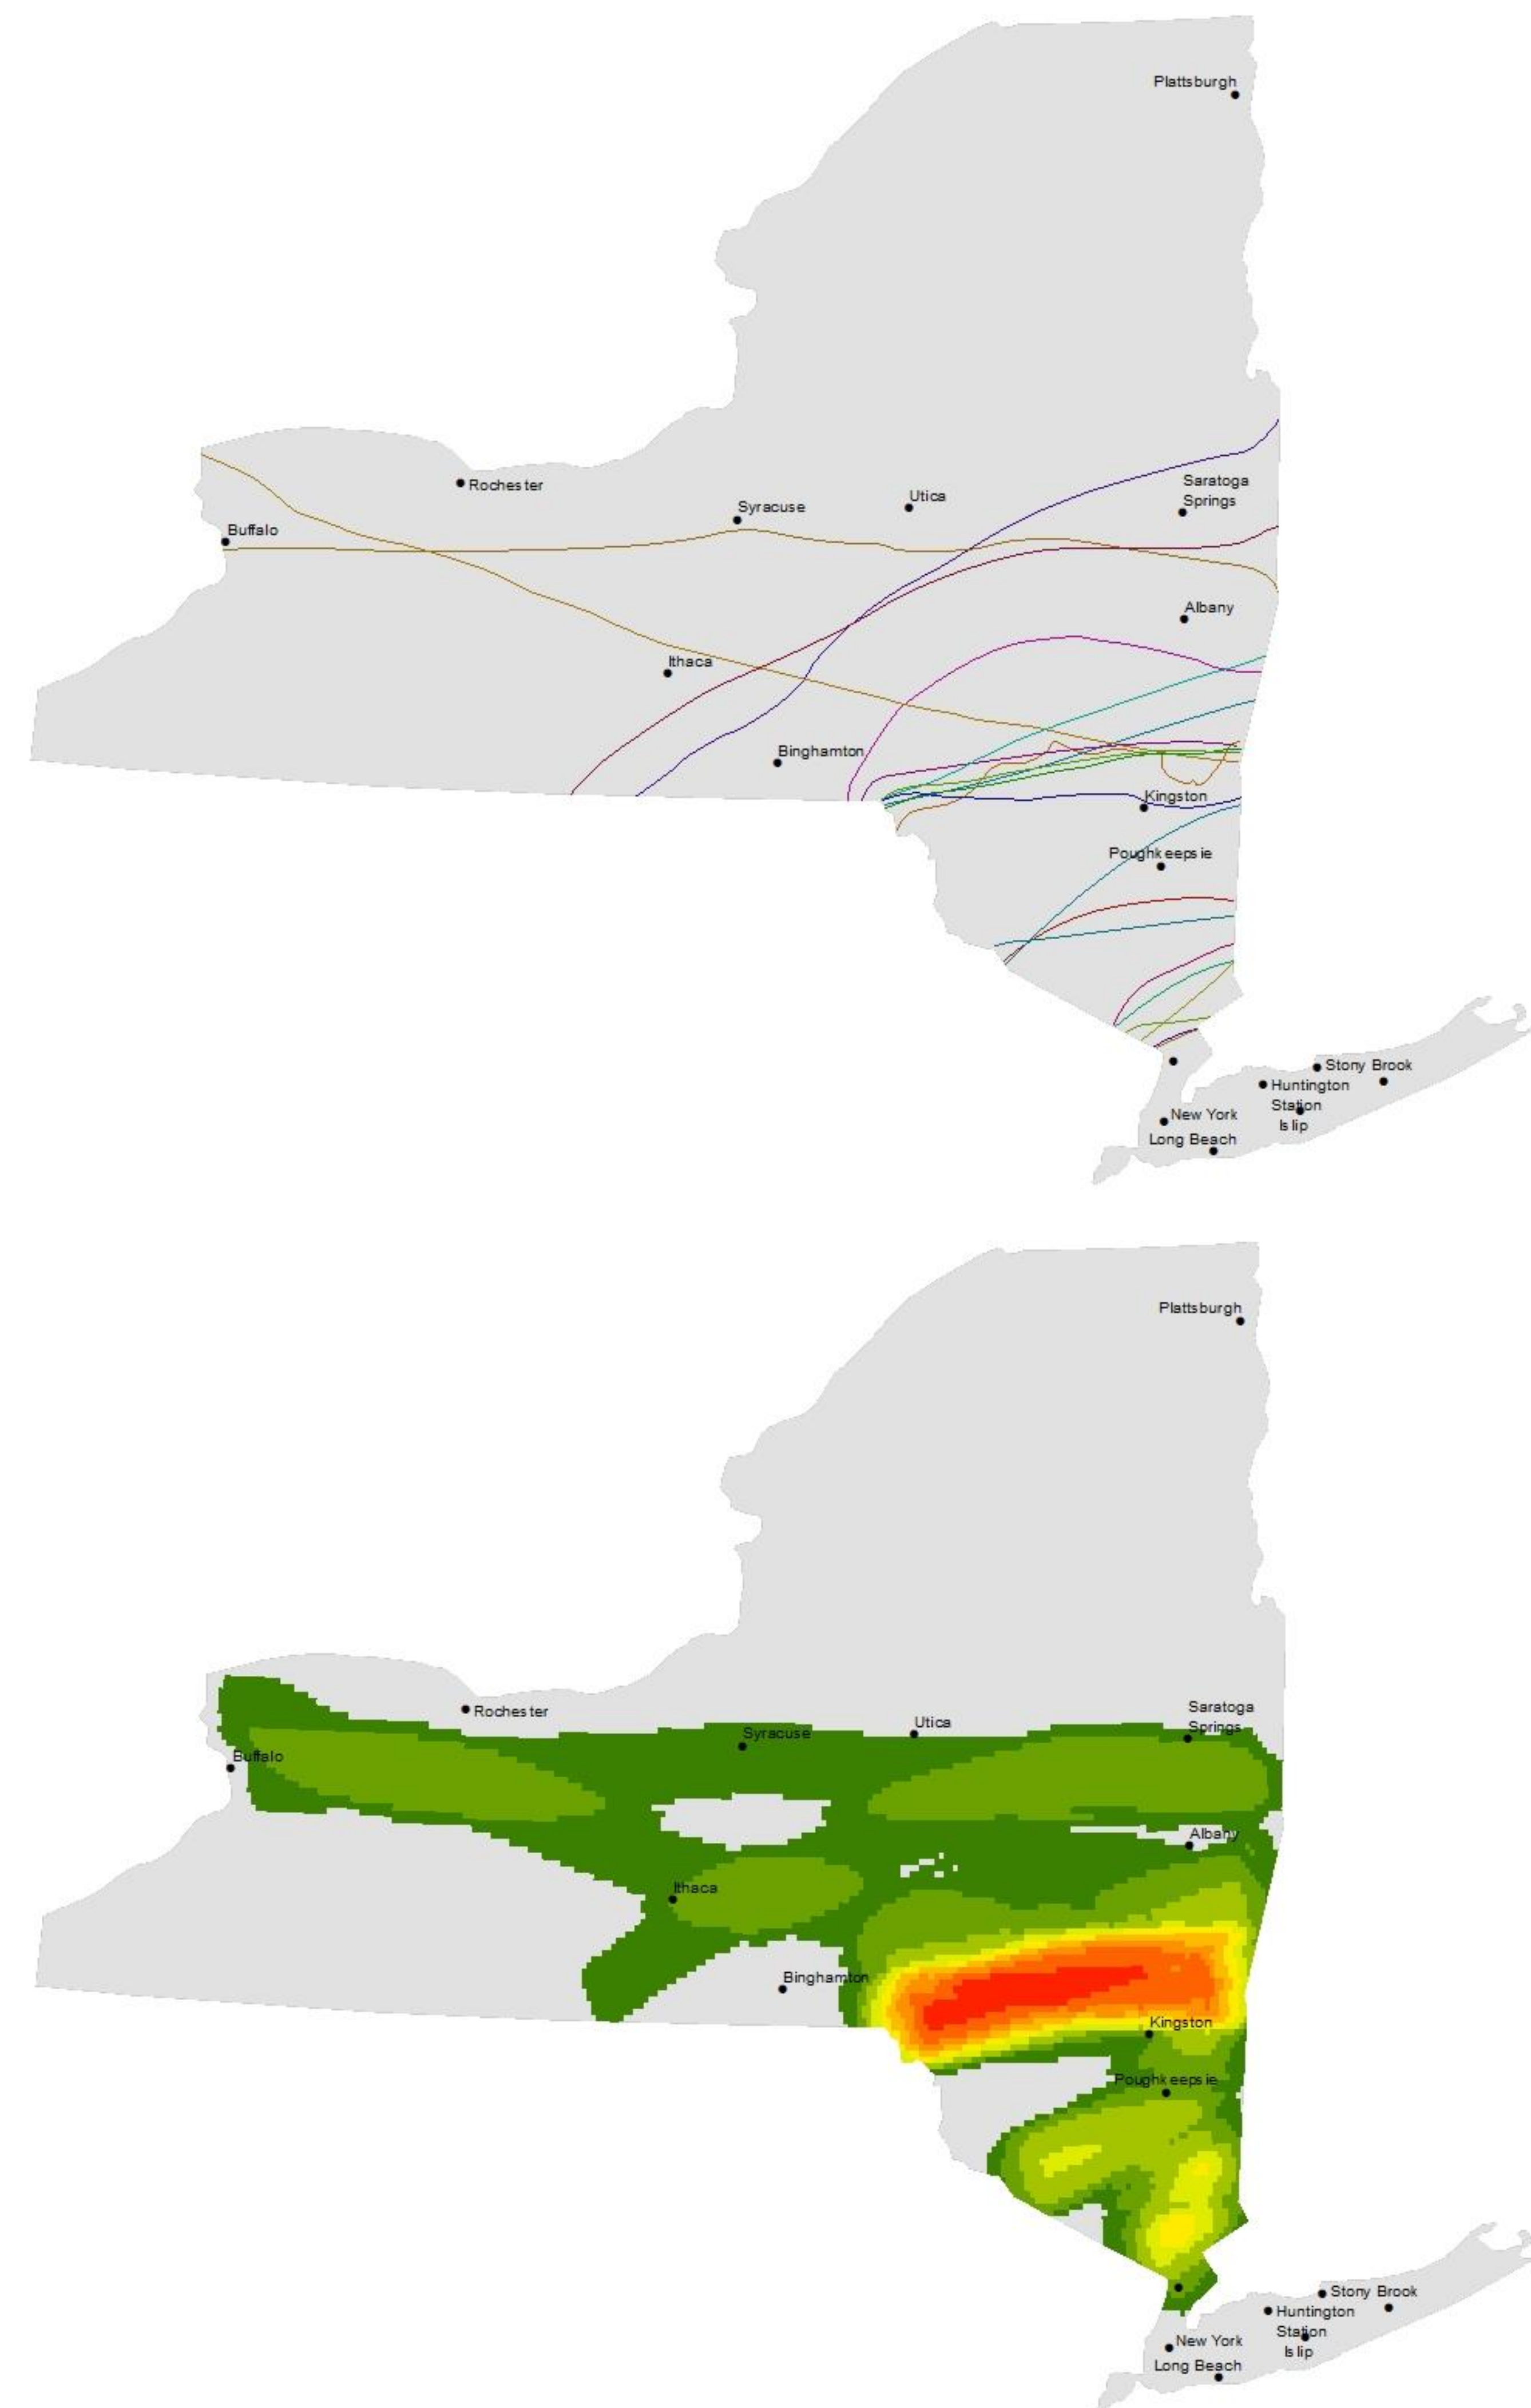 Plattsburgh
Saratoga
Springs
Rochester
Utica
Syracuse
Buffalo
Albany
Ithaca
Binghamton
Kingston
Poughkeepsie
Stony Brook
Huntington
Station
Islip
New York
Long Beach
Plattsburgh
Saratoga
Springs
Rochester
Utica
Syracuse
Buffalo
Albany
Ithaca
Binghamton
Kingston
Poughkeepsie
Stony Brook
Huntington
Station
Islip
New York
Long Beach